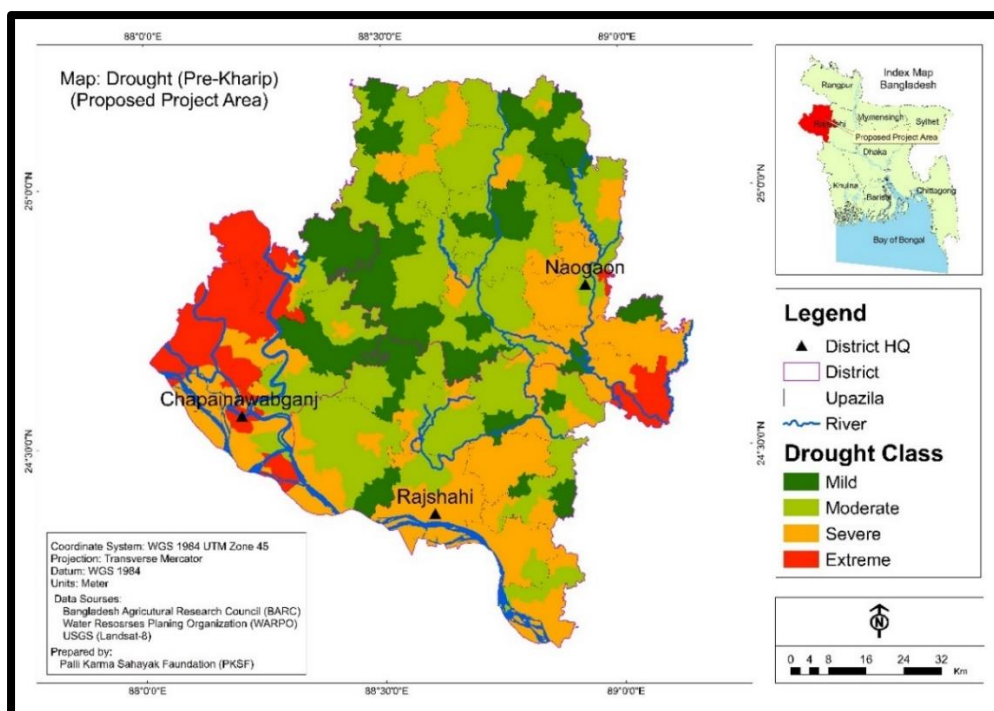 88°0'0"E
88°30'0"E
89°0'0"E
Map: Drought (Pre-Kharip)
(Proposed Project Area)
25°0'0"N
24°30'0"N
Naogaon
Chapainawabganj
Rajshahi
Coordinate System: WGS 1984 UTM Zone 45
Projection: Transverse Mercator
Datum: WGS 1984
Units: Meter
Data Sourses:
Bangladesh Agricutural Research Council (BARC)
Water Resosrses Planing Organization (WARPO)
USGS (Landsat-8)
Prepared by:
Palli Karma Sahayak Foundation (PKSF)
88°0'0"E
88°30'0"E
89°0'0"E
25°0'0"N
24°30'0"N
Index Map
Bangladesh
Rangpur
Rajshahi
Mymensingh
Sylhet
Proposed Project Area
Dhaka
Khulna
Barisal
Chittagong
Bay of Bongal
Legend
District HQ
District
Upazila
River
Drought Class
Mild
Moderate
Severe
Extreme
N
0 4 8 16 24 32
Km